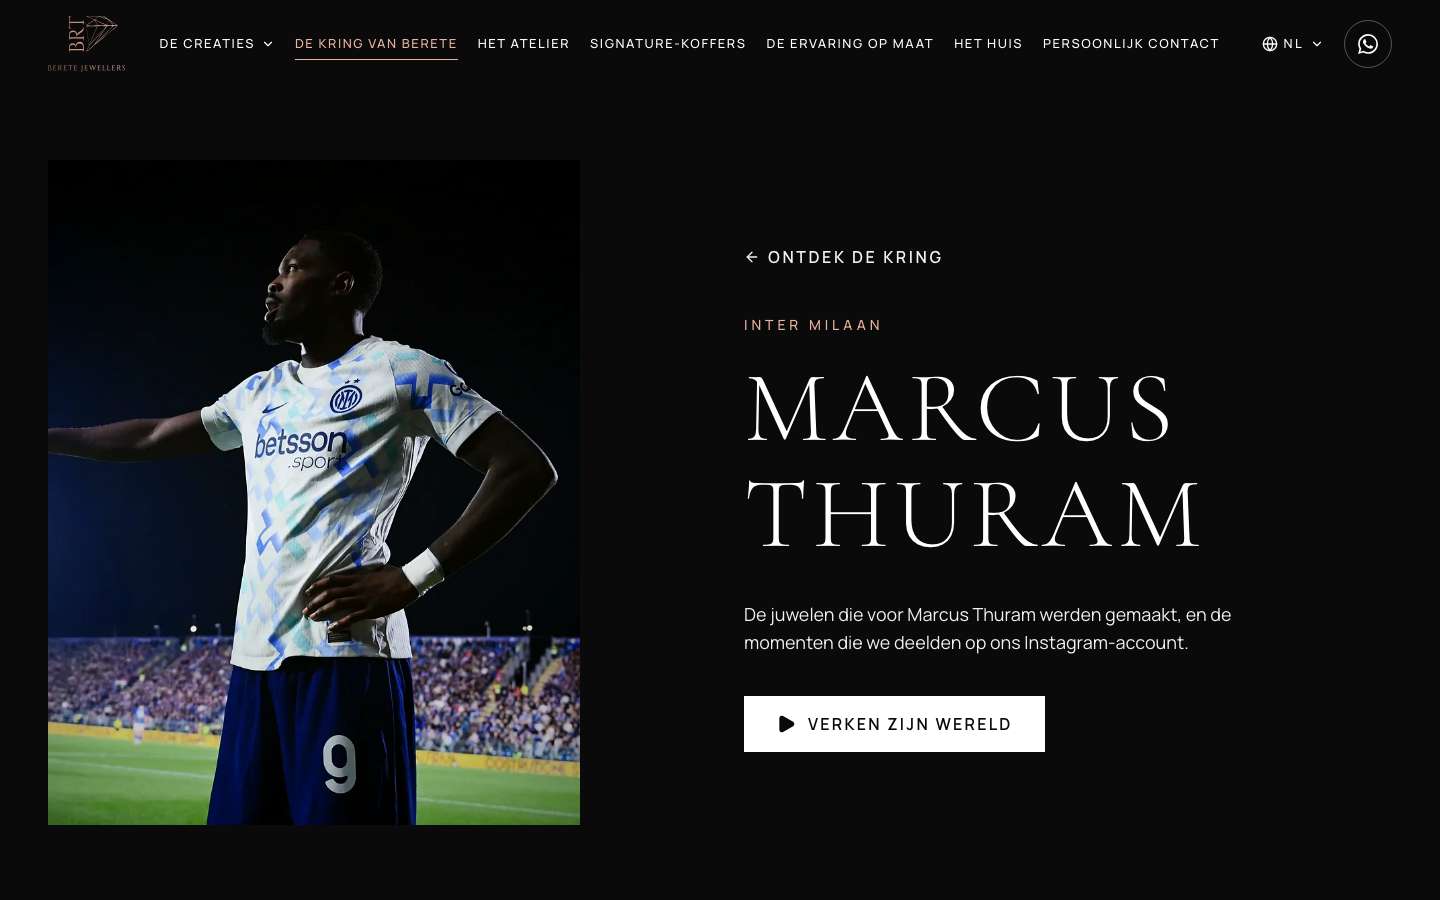 BRT
BERETE JEWELLERS
DE CREATIES
DE KRING VAN BERETE
HET ATELIER
SIGNATURE-KOFFERS
DE ERVARING OP MAAT
HET HUIS
PERSOONLIJK CONTACT
NL
betsson
.sport
9
← ONTDEK DE KRING
INTER MILAAN
MARCUS
THURAM
De juwelen die voor Marcus Thuram werden gemaakt, en de
momenten die we deelden op ons Instagram-account.
VERKEN ZIJN WERELD